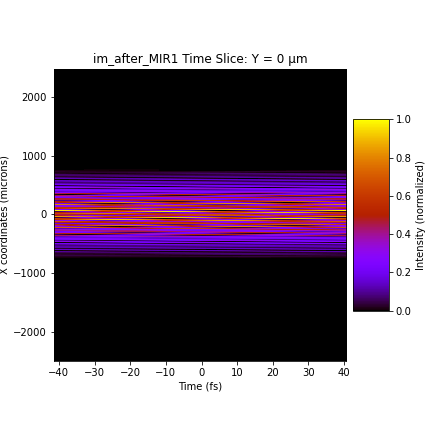 im_after_MIR1 Time Slice: Y = 0 μm
X coordinates (microns)
2000
1000
0
−1000
−2000
−40 −30 −20 −10 0 10 20 30 40
Time (fs)
1.0
0.8
0.6
0.4
0.2
0.0
Intensity (normalized)